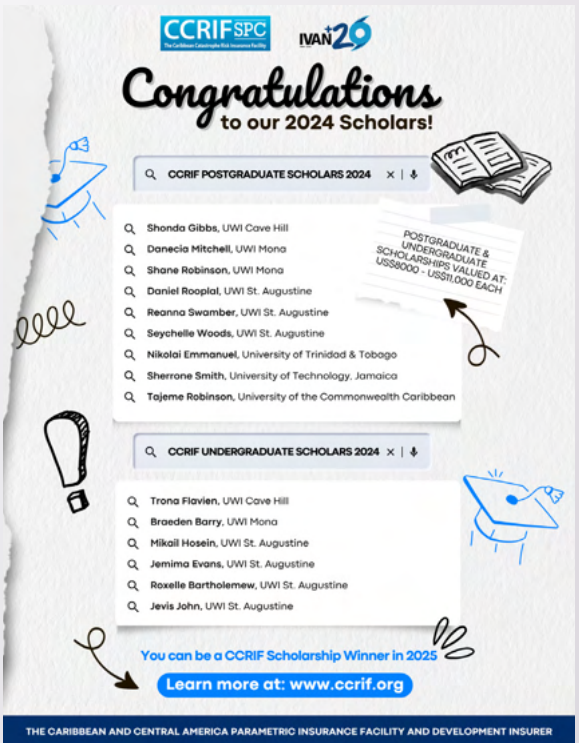 CCRIF SPC
The Caribbean Catastrophe Risk Insurance Facility
IVAN+20
Congratulations
to our 2024 Scholars!
CCRIF POSTGRADUATE SCHOLARS 2024 × |
POSTGRADUATE &
UNDERGRADUATE
SCHOLARSHIPS VALUED AT:
US$8000 - US$11,000 EACH
Shonda Gibbs, UWI Cave Hill
Danecia Mitchell, UWI Mona
Shane Robinson, UWI Mona
Daniel Rooplal, UWI St. Augustine
Reanna Swamber, UWI St. Augustine
Seychelle Woods, UWI St. Augustine
Nikolai Emmanuel, University of Trinidad & Tobago
Sherrone Smith, University of Technology, Jamaica
Tajeme Robinson, University of the Commonwealth Caribbean
CCRIF UNDERGRADUATE SCHOLARS 2024 × |
Trona Flavien, UWI Cave Hill
Braeden Barry, UWI Mona
Mikail Hosein, UWI St. Augustine
Jemima Evans, UWI St. Augustine
Roxelle Bartholemew, UWI St. Augustine
Jevis John, UWI St. Augustine
You can be a CCRIF Scholarship Winner in 2025
Learn more at: www.ccrif.org
THE CARIBBEAN AND CENTRAL AMERICA PARAMETRIC INSURANCE FACILITY AND DEVELOPMENT INSURER